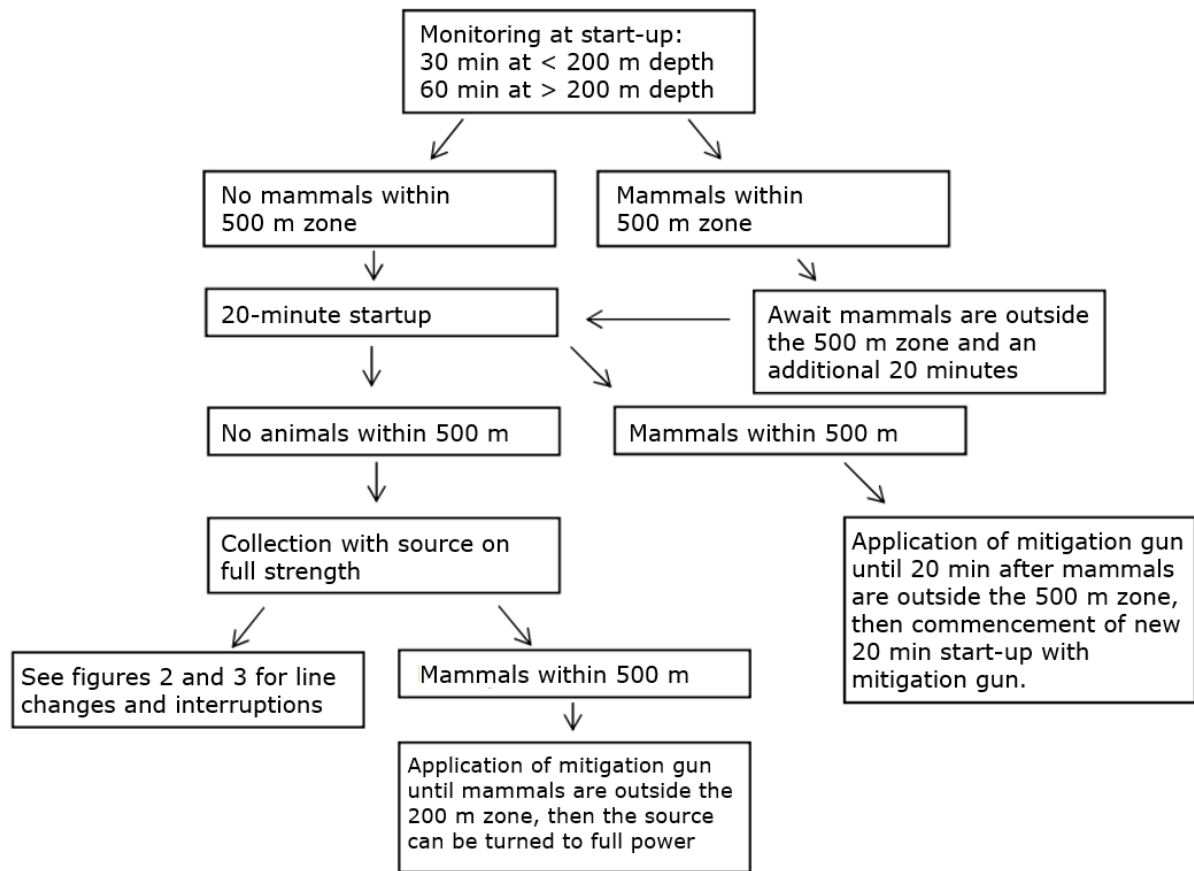 Monitoring at start-up:
30 min at < 200 m depth
60 min at > 200 m depth
No mammals within
500 m zone
Mammals within
500 m zone
20-minute startup
Await mammals are outside
the 500 m zone and an
additional 20 minutes
No animals within 500 m
Mammals within 500 m
Collection with source on
full strength
Application of mitigation gun
until 20 min after mammals
are outside the 500 m zone,
then commencement of new
20 min start-up with
mitigation gun.
See figures 2 and 3 for line
changes and interruptions
Mammals within 500 m
Application of mitigation gun
until mammals are outside the
200 m zone, then the source
can be turned to full power